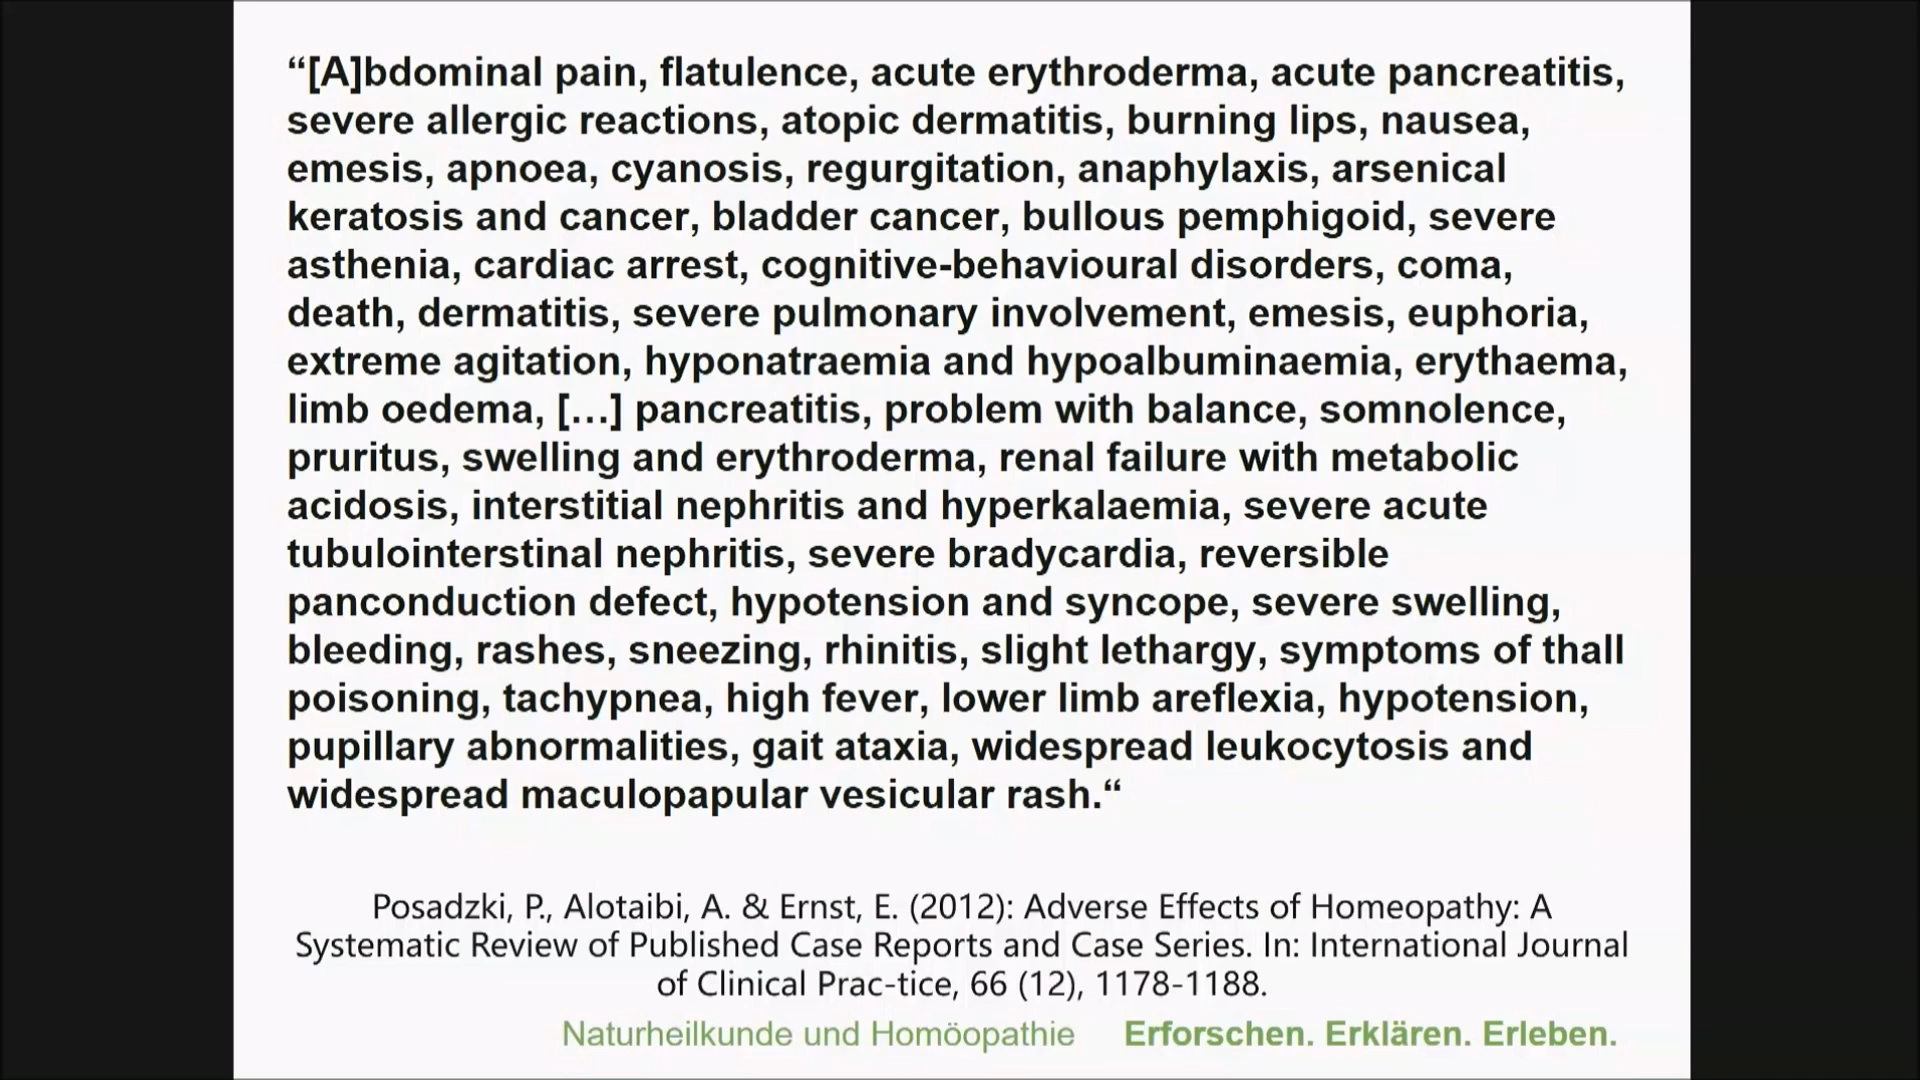 “[A]bdominal pain, flatulence, acute erythroderma, acute pancreatitis,
severe allergic reactions, atopic dermatitis, burning lips, nausea,
emesis, apnoea, cyanosis, regurgitation, anaphylaxis, arsenical
keratosis and cancer, bladder cancer, bullous pemphigoid, severe
asthenia, cardiac arrest, cognitive-behavioural disorders, coma,
death, dermatitis, severe pulmonary involvement, emesis, euphoria,
extreme agitation, hyponatraemia and hypoalbuminaemia, erythaema,
limb oedema, […] pancreatitis, problem with balance, somnolence,
pruritus, swelling and erythroderma, renal failure with metabolic
acidosis, interstitial nephritis and hyperkalaemia, severe acute
tubulointerstinal nephritis, severe bradycardia, reversible
panconduction defect, hypotension and syncope, severe swelling,
bleeding, rashes, sneezing, rhinitis, slight lethargy, symptoms of thall
poisoning, tachypnea, high fever, lower limb areflexia, hypotension,
pupillary abnormalities, gait ataxia, widespread leukocytosis and
widespread maculopapular vesicular rash.“
Posadzki, P., Alotaibi, A. & Ernst, E. (2012): Adverse Effects of Homeopathy: A
Systematic Review of Published Case Reports and Case Series. In: International Journal
of Clinical Prac-tice, 66 (12), 1178-1188.
Naturheilkunde und Homöopathie Erforschen. Erklären. Erleben.